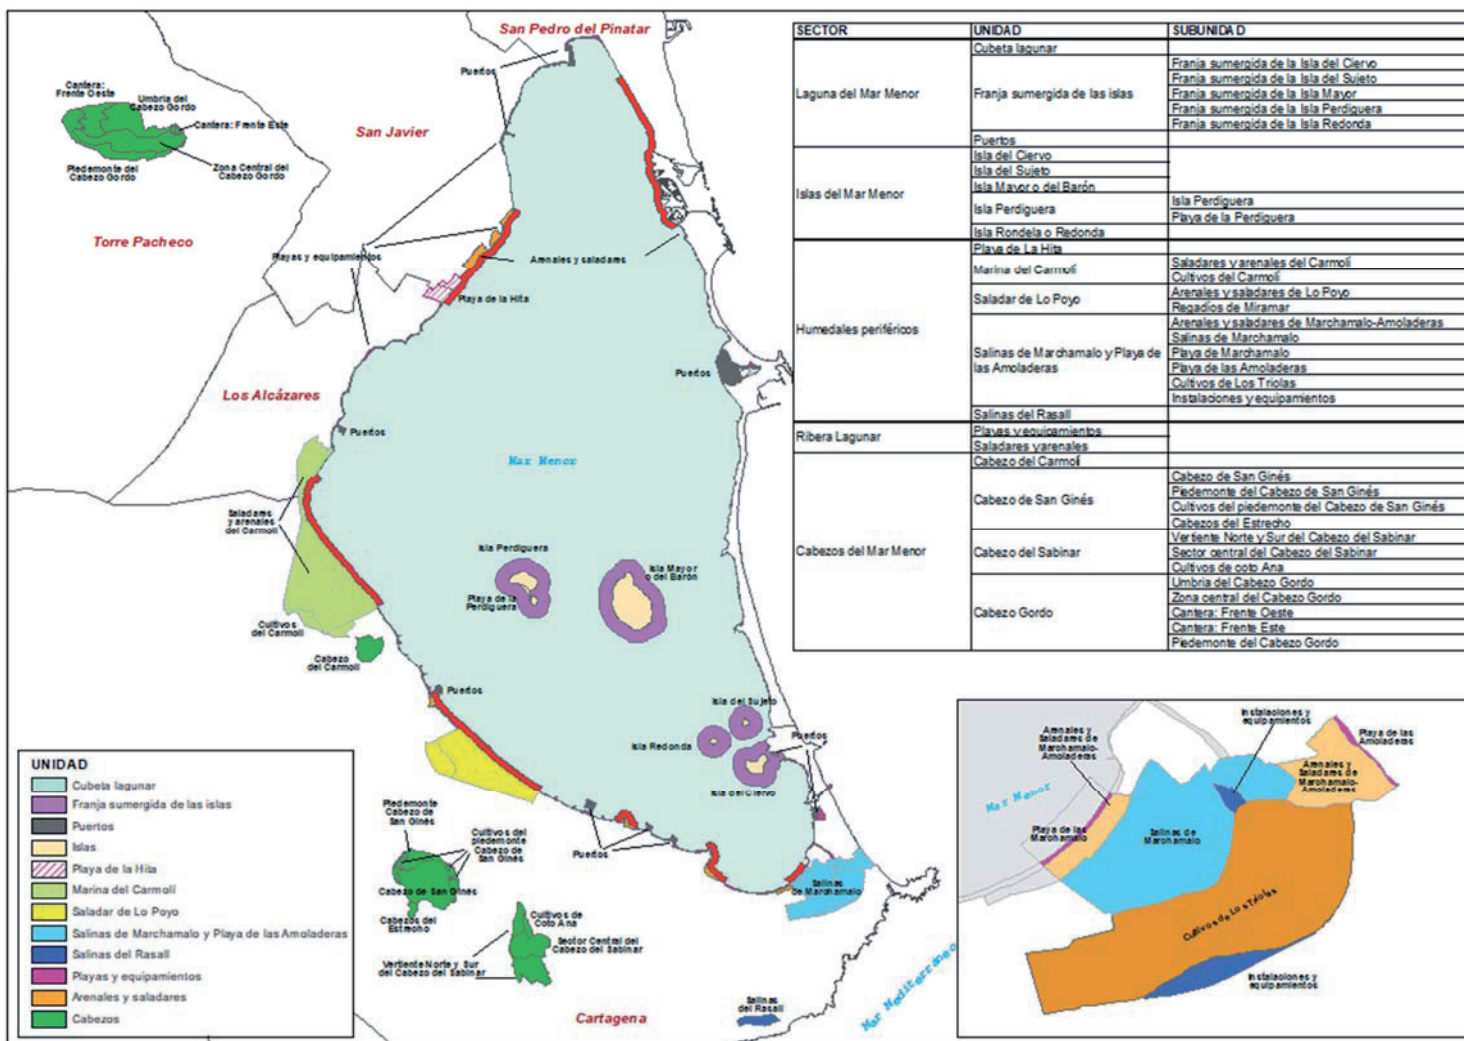 San Pedro del Pinatar
Puertos
Cantera:
Frente Oeste
Umbría del
Cabezo Gordo
Cantera: Frente Este
San Javier
Piedemonte del
Cabezo Gordo
Zona Central del
Cabezo Gordo
Torre Pacheco
Playas y equipamientos
Arenales y saladares
Playa de la Hita
Puertos
Los Alcázares
Puertos
Mar Menor
Saladares
y arenales
del Carmolí
Isla Perdiguera
Isla Mayor
o del Barón
Playa de la
Perdiguera
Cultivos
del Carmolí
Cabezo
del Carmolí
Puertos
Isla del Sujeto
Puertos
Isla Redonda
Isla del Ciervo
Piedemonte
Cabezo de
San Ginés
Cultivos del
piedemonte
Cabezo de
San Ginés
Puertos
Cabezo de San Ginés
Salinas
de Marchamalo
Cabezos del
Estrecho
Cultivos de
Coto Ana
Sector Central del
Cabezo del Sabinar
Vertiente Norte y Sur
del Cabezo del Sabinar
Salinas
del Rasall
Cartagena
Mar Mediterráneo
SECTOR UNIDAD SUBUNIDAD
Laguna del Mar Menor
Cubeta lagunar
Franja sumergida de las islas
Franja sumergida de la Isla del Ciervo
Franja sumergida de la Isla del Sujeto
Franja sumergida de la Isla Mayor
Franja sumergida de la Isla Perdiguera
Franja sumergida de la Isla Redonda
Puertos
Islas del Mar Menor
Isla del Ciervo
Isla del Sujeto
Isla Mayor o del Barón
Isla Perdiguera
Isla Perdiguera
Playa de la Perdiguera
Isla Rondela o Redonda
Humedales periféricos
Playa de La Hita
Marina del Carmolí
Saladares y arenales del Carmolí
Cultivos del Carmolí
Saladar de Lo Poyo
Arenales y saladares de Lo Poyo
Regadíos de Miramar
Salinas de Marchamalo y Playa de
las Amoladeras
Arenales y saladares de Marchamalo-Amoladeras
Salinas de Marchamalo
Playa de Marchamalo
Playa de las Amoladeras
Cultivos de Los Triolas
Instalaciones y equipamientos
Salinas del Rasall
Ribera Lagunar
Playas y equipamientos
Saladares y arenales
Cabezos del Mar Menor
Cabezo del Carmolí
Cabezo de San Ginés
Cabezo de San Ginés
Piedemonte del Cabezo de San Ginés
Cultivos del piedemonte del Cabezo de San Ginés
Cabezos del Estrecho
Cabezo del Sabinar
Vertiente Norte y Sur del Cabezo del Sabinar
Sector central del Cabezo del Sabinar
Cultivos de coto Ana
Cabezo Gordo
Umbría del Cabezo Gordo
Zona central del Cabezo Gordo
Cantera: Frente Oeste
Cantera: Frente Este
Piedemonte del Cabezo Gordo
UNIDAD
Cubeta lagunar
Franja sumergida de las islas
Puertos
Islas
Playa de la Hita
Marina del Carmolí
Saladar de Lo Poyo
Salinas de Marchamalo y Playa de las Amoladeras
Salinas del Rasall
Playas y equipamientos
Arenales y saladares
Cabezos
Instalaciones y
equipamientos
Arenales y
Saladares de
Marchamalo-
Amoladeras
Playa de las
Amoladeras
Arenales y
Saladares de
Marchamalo-
Amoladeras
Mar Menor
Playa de las
Marchamalo
Salinas de
Marchamalo
Cultivos de Los Triolas
Instalaciones y
equipamientos